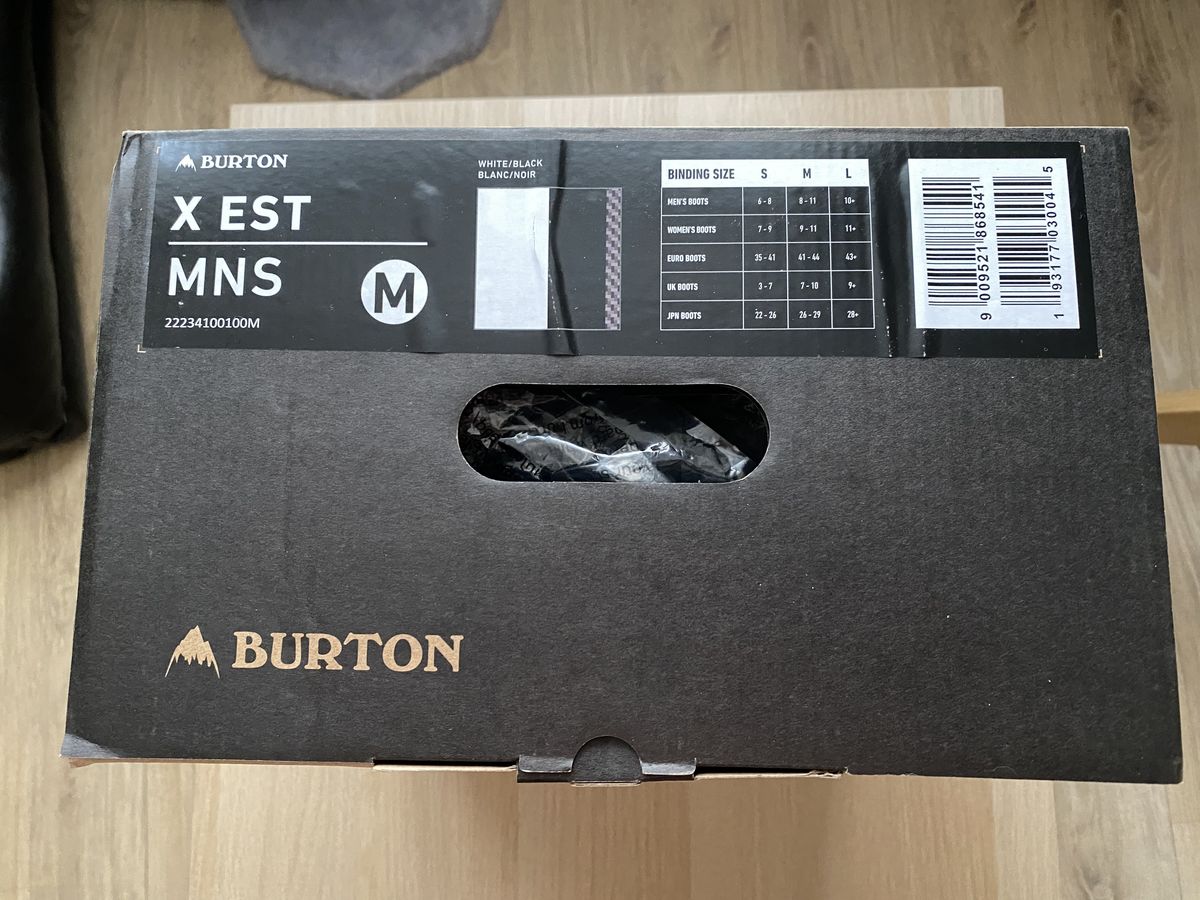 BURTON
X EST
MNS
M
22234100100M
WHITE/BLACK
BLANC/NOIR
BINDING SIZE S M L
MEN'S BOOTS 6 - 8 8 - 11 10+
WOMEN'S BOOTS 7 - 9 9 - 11 11+
EURO BOOTS 35 - 41 41 - 44 43+
UK BOOTS 3 - 7 7 - 10 9+
JPN BOOTS 22 - 26 26 - 29 28+
9 009521 868541
1 93177 03004 5
BURTON